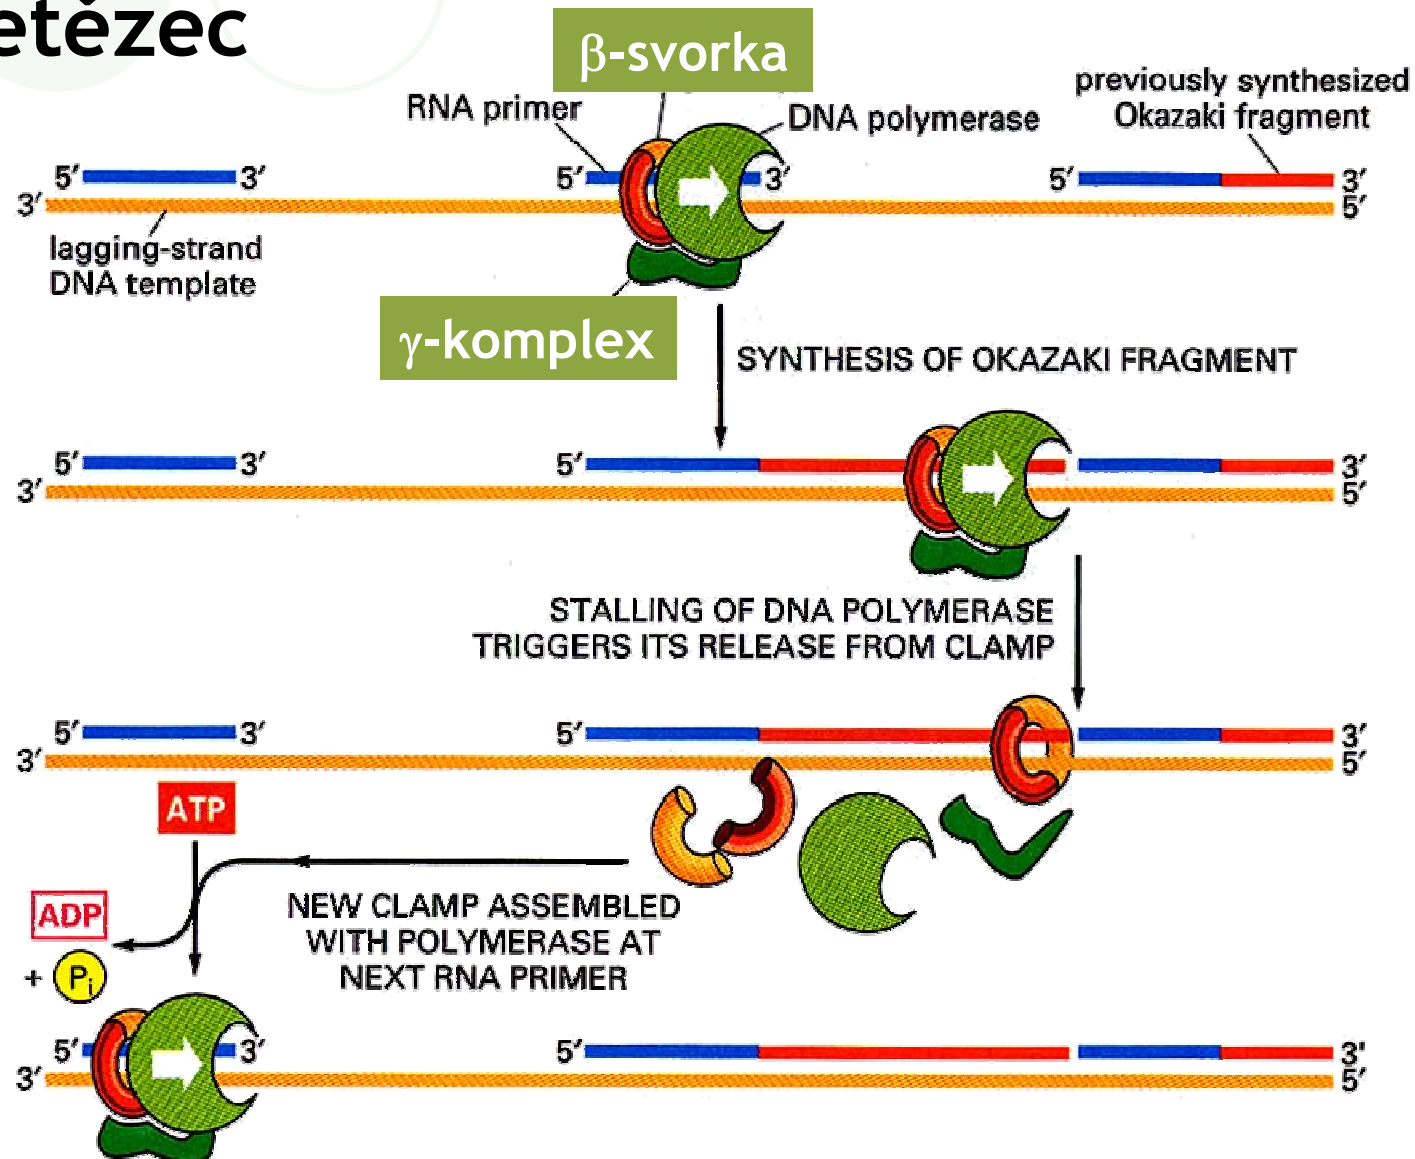 etězec
β-svorka
RNA primer
DNA polymerase
previously synthesized
Okazaki fragment
5′ 3′ 5′ 3′ 5′ 3′
3′ 5′
lagging-strand
DNA template
γ-komplex
SYNTHESIS OF OKAZAKI FRAGMENT
5′ 3′ 5′ 3′
3′ 5′
STALLING OF DNA POLYMERASE
TRIGGERS ITS RELEASE FROM CLAMP
5′ 3′ 5′ 3′
3′ 5′
ATP
ADP
+ Pi
NEW CLAMP ASSEMBLED
WITH POLYMERASE AT
NEXT RNA PRIMER
5′ 3′ 5′ 3′
3′ 5′